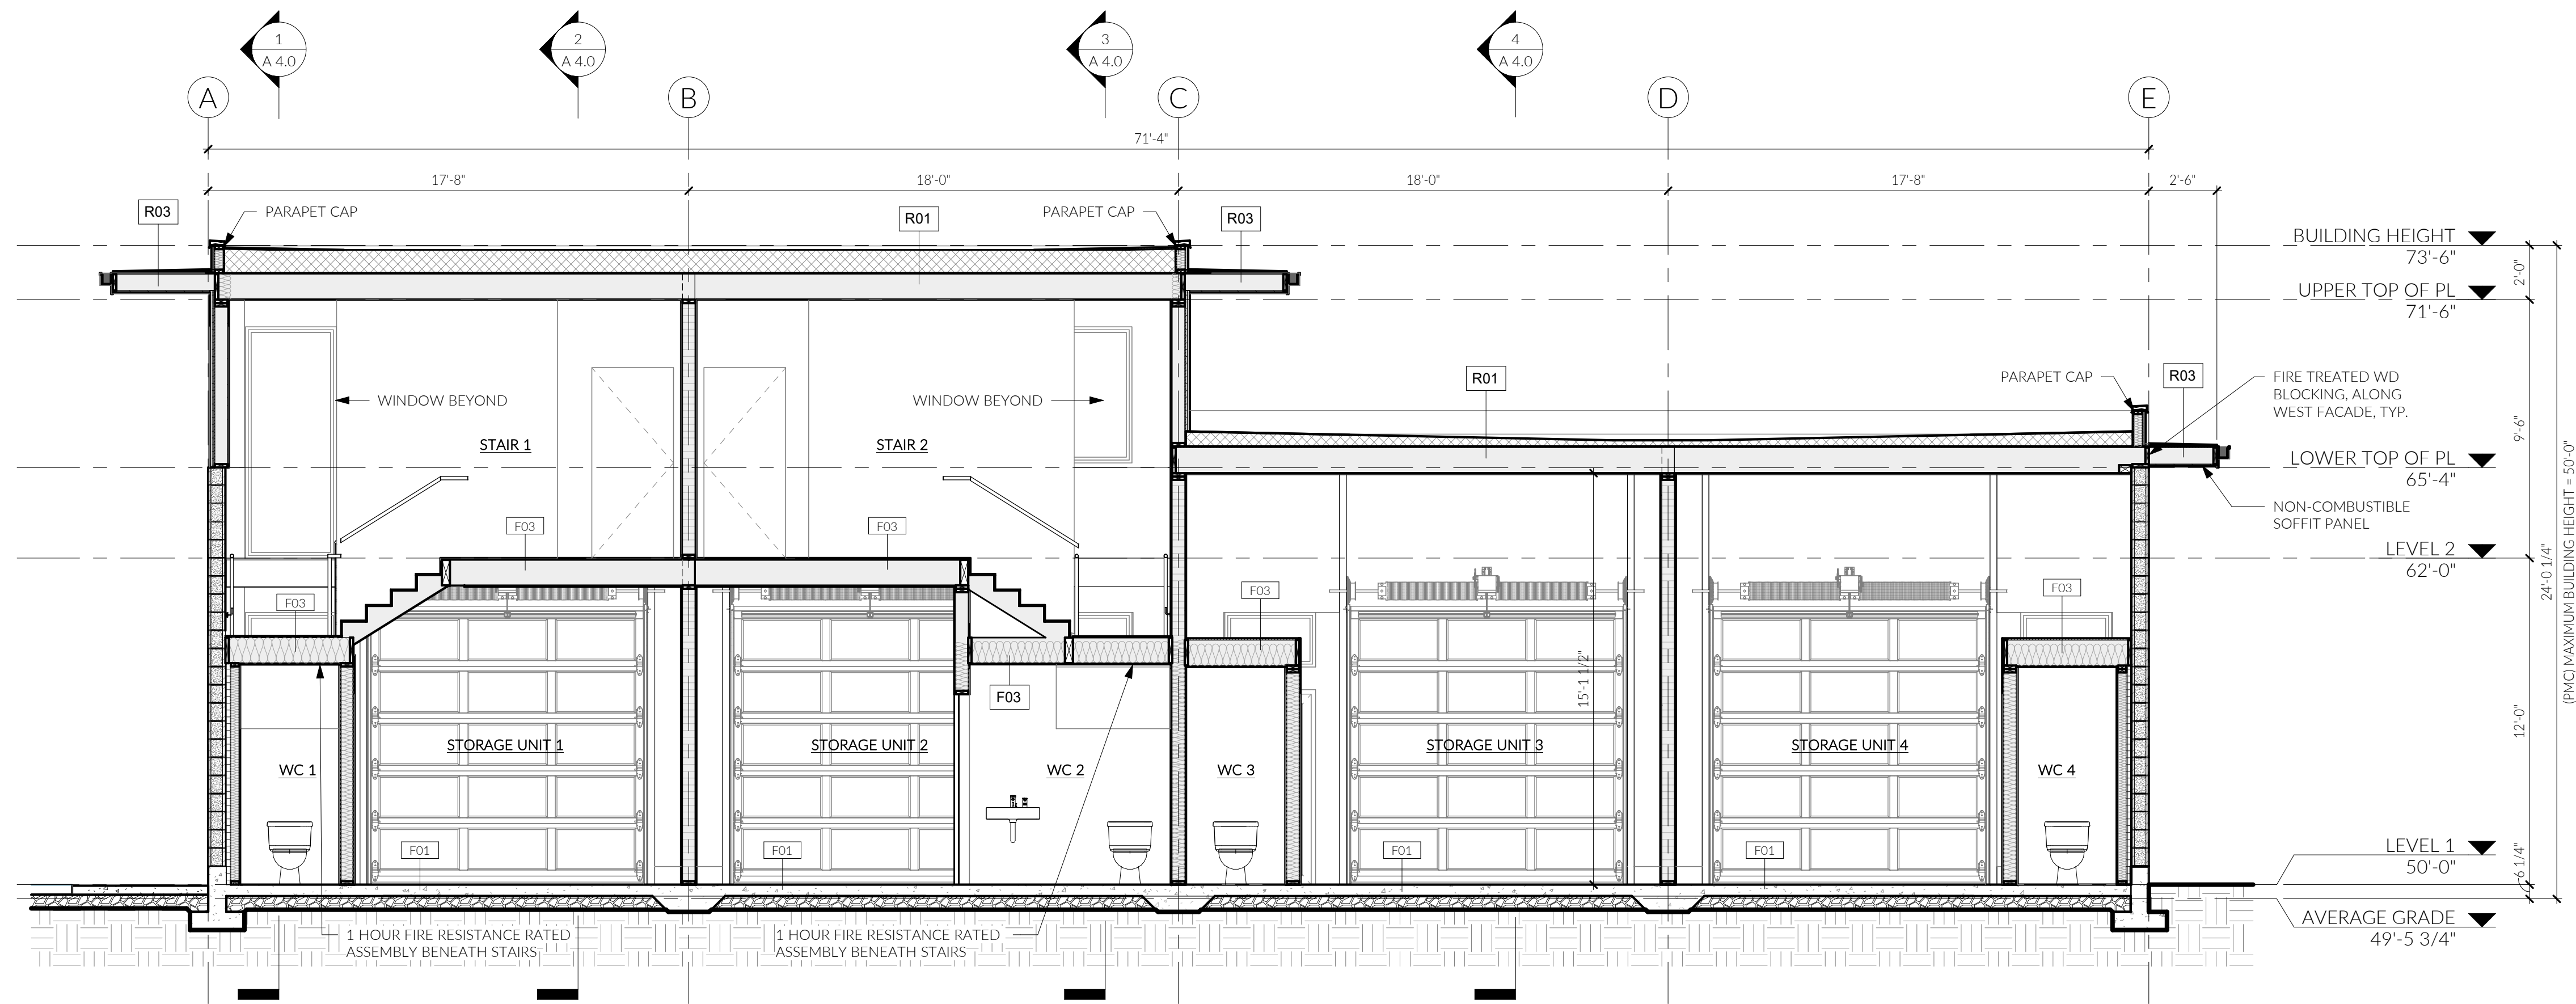 1
A 4.0
2
A 4.0
3
A 4.0
4
A 4.0
A
B
C
D
E
71'-4"
17'-8"
18'-0"
18'-0"
17'-8"
2'-6"
R03
PARAPET CAP
R01
PARAPET CAP
R03
BUILDING HEIGHT
73'-6"
2'-0"
UPPER TOP OF PL
71'-6"
R01
PARAPET CAP
R03
FIRE TREATED WD
BLOCKING, ALONG
WEST FACADE, TYP.
WINDOW BEYOND
WINDOW BEYOND
STAIR 1
STAIR 2
9'-6"
LOWER TOP OF PL
65'-4"
NON-COMBUSTIBLE
SOFFIT PANEL
F03
F03
LEVEL 2
62'-0"
24'-0 1/4"
(PMC) MAXIMUM BUILDING HEIGHT = 50'-0"
F03
F03
F03
F03
15'-1 1/2"
12'-0"
STORAGE UNIT 1
STORAGE UNIT 2
STORAGE UNIT 3
STORAGE UNIT 4
WC 1
WC 2
WC 3
WC 4
F01
F01
F01
F01
LEVEL 1
50'-0"
6 1/4"
AVERAGE GRADE
49'-5 3/4"
1 HOUR FIRE RESISTANCE RATED
ASSEMBLY BENEATH STAIRS
1 HOUR FIRE RESISTANCE RATED
ASSEMBLY BENEATH STAIRS